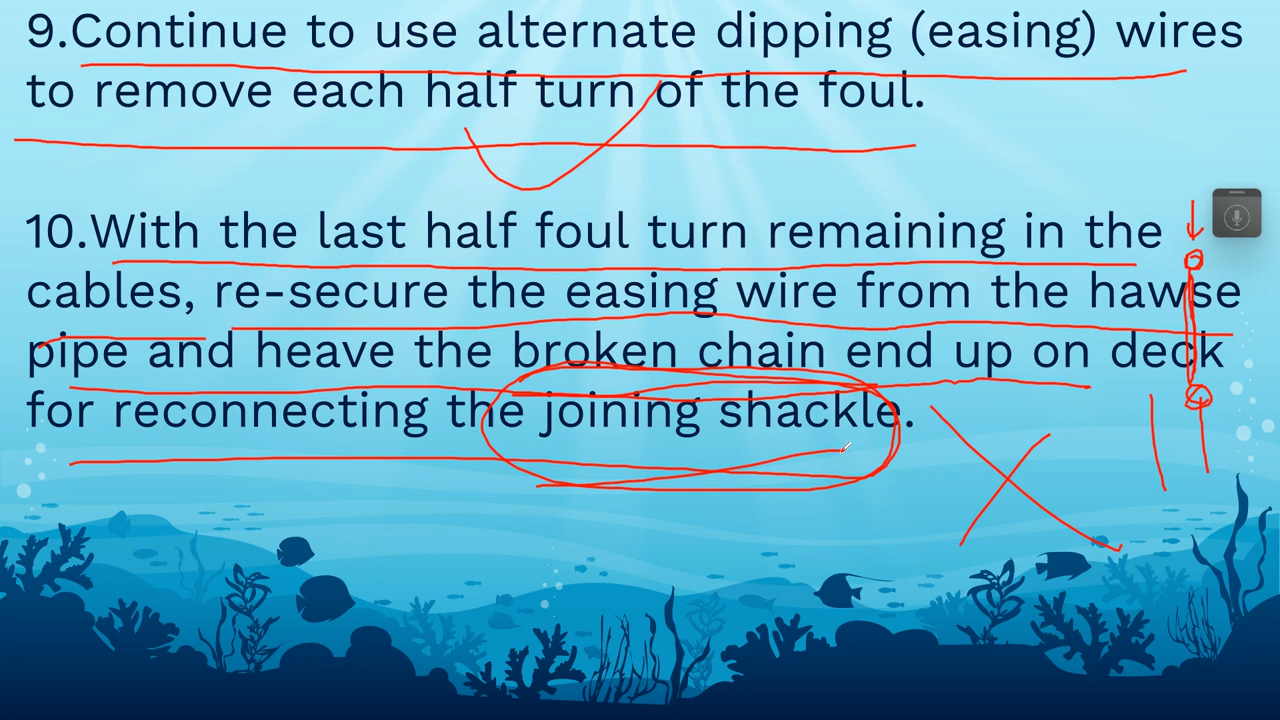 9.Continue to use alternate dipping (easing) wires
to remove each half turn of the foul.
10.With the last half foul turn remaining in the
cables, re-secure the easing wire from the hawse
pipe and heave the broken chain end up on deck
for reconnecting the joining shackle.